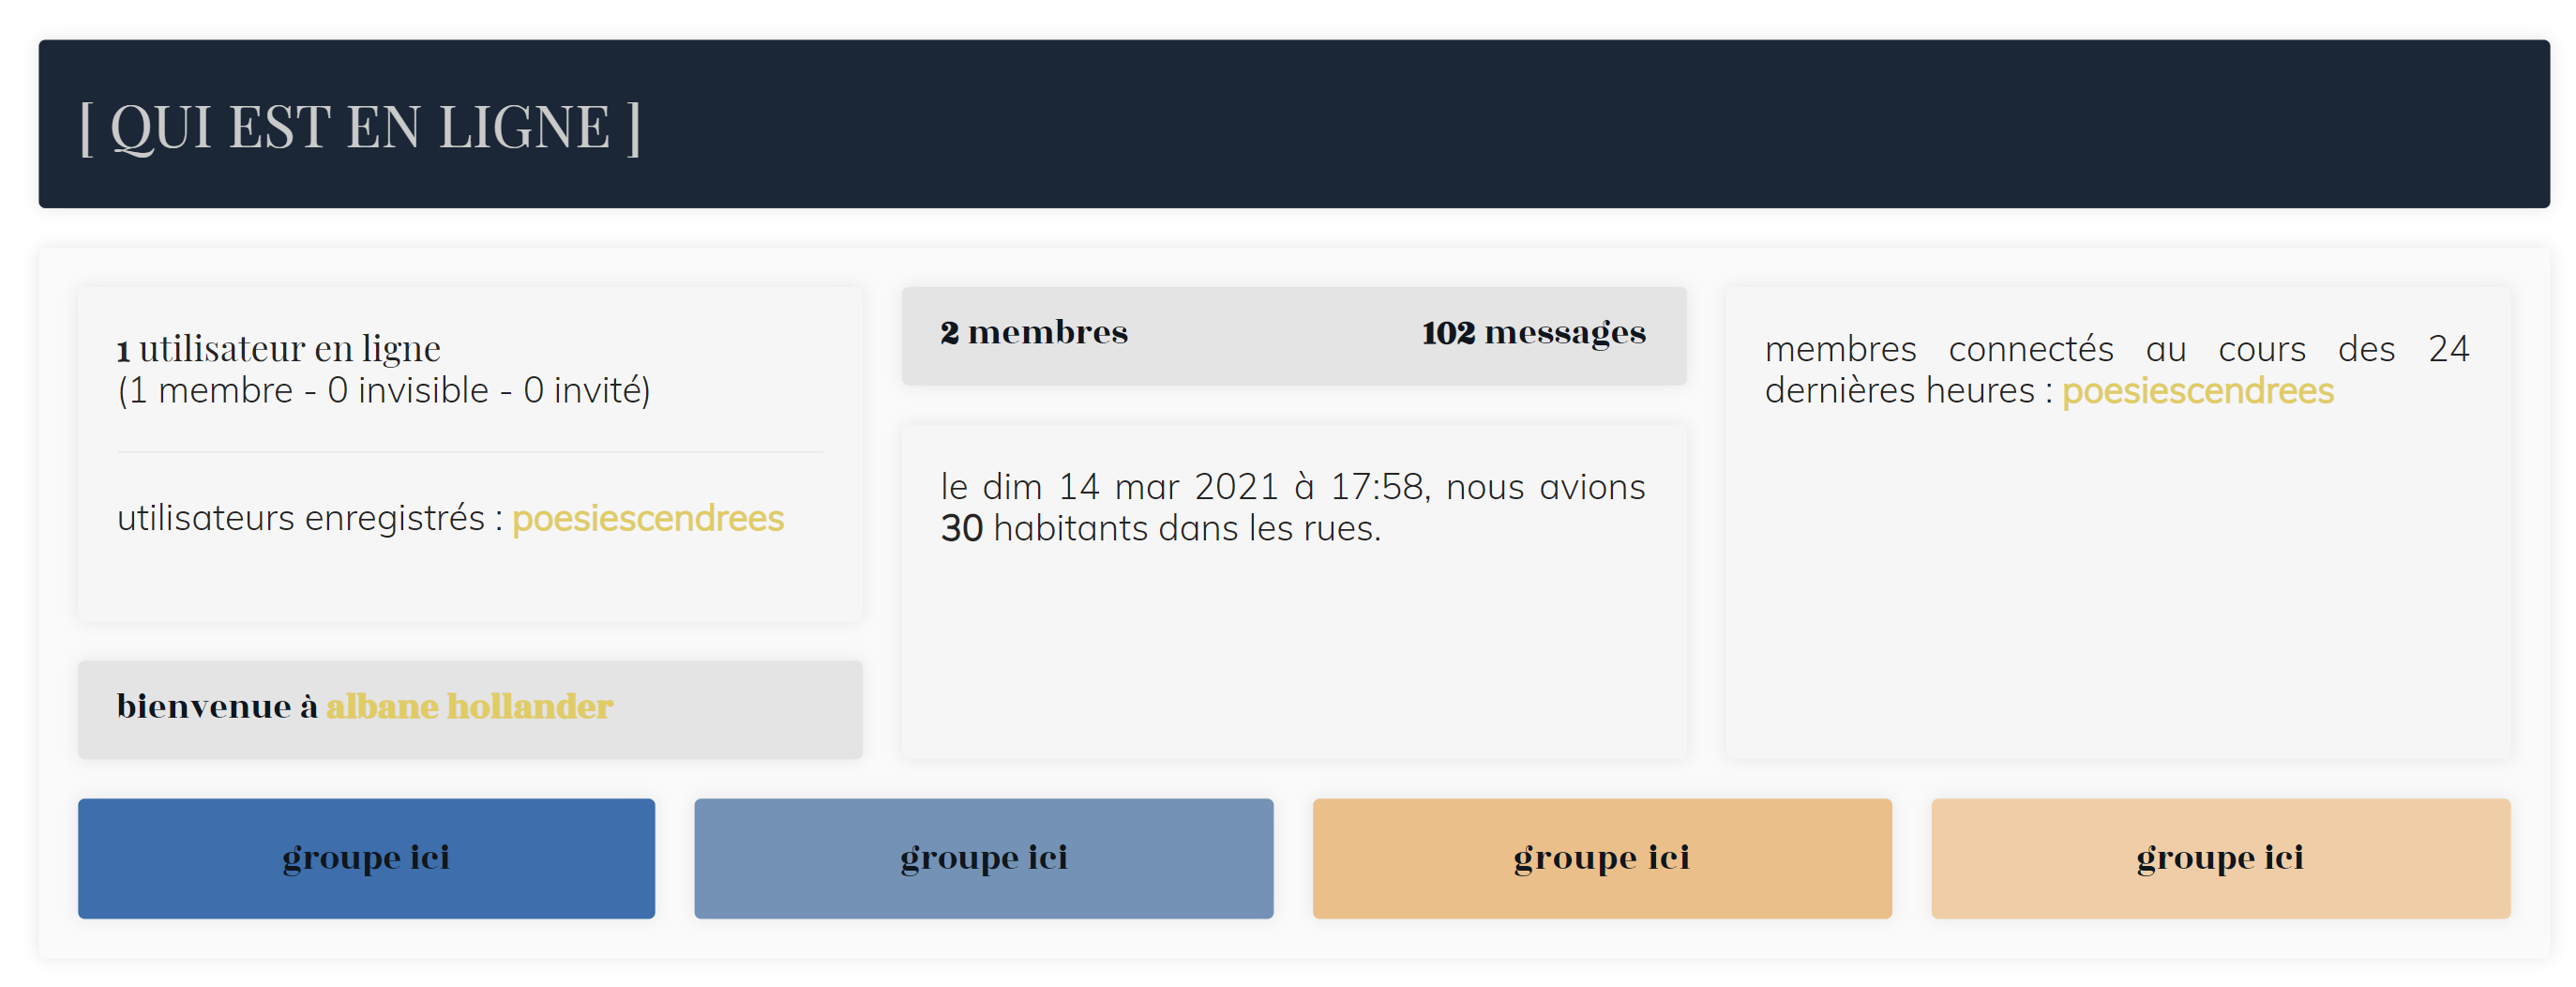 [ QUI EST EN LIGNE ]
1 utilisateur en ligne
(1 membre - 0 invisible - 0 invité)
utilisateurs enregistrés : poesiescendrees
bienvenue à albane hollander
2 membres 102 messages
le dim 14 mar 2021 à 17:58, nous avions
30 habitants dans les rues.
membres connectés au cours des 24
dernières heures : poesiescendrees
groupe ici
groupe ici
groupe ici
groupe ici